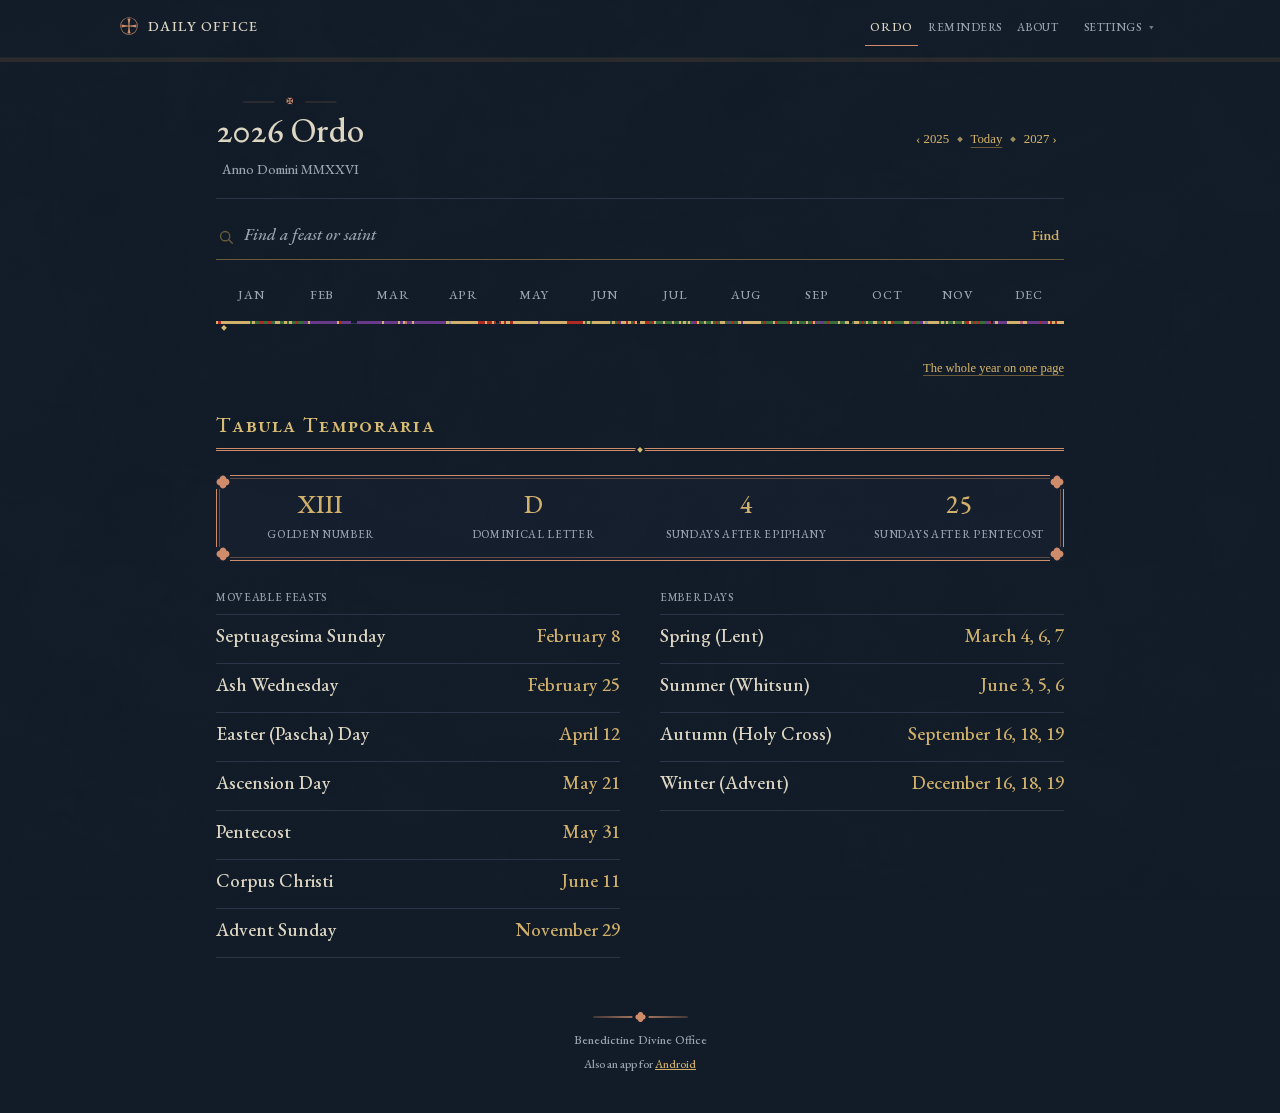 DAILY OFFICE
ORDO REMINDERS ABOUT SETTINGS ▾
2026 Ordo
‹ 2025 ◆ Today ◆ 2027 ›
Anno Domini MMXXVI
Find a feast or saint Find
JAN FEB MAR APR MAY JUN JUL AUG SEP OCT NOV DEC
The whole year on one page
Tabula Temporaria
XIII D 4 25
GOLDEN NUMBER DOMINICAL LETTER SUNDAYS AFTER EPIPHANY SUNDAYS AFTER PENTECOST
MOVEABLE FEASTS
Septuagesima Sunday February 8
Ash Wednesday February 25
Easter (Pascha) Day April 12
Ascension Day May 21
Pentecost May 31
Corpus Christi June 11
Advent Sunday November 29
EMBER DAYS
Spring (Lent) March 4, 6, 7
Summer (Whitsun) June 3, 5, 6
Autumn (Holy Cross) September 16, 18, 19
Winter (Advent) December 16, 18, 19
Benedictine Divine Office
Also an app for Android